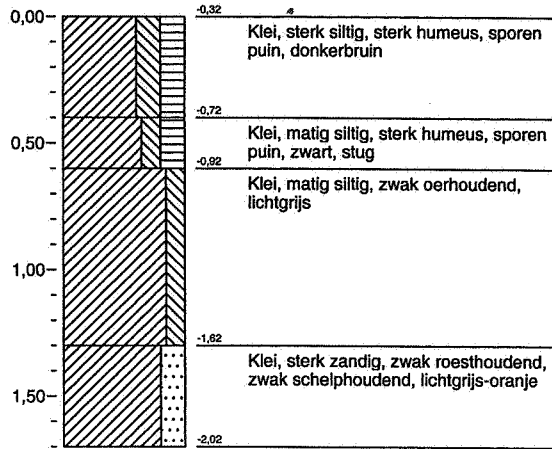 0,00
-0,32
Klei, sterk siltig, sterk humeus, sporen
puin, donkerbruin
-0,72
0,50
Klei, matig siltig, sterk humeus, sporen
puin, zwart, stug
-0,92
Klei, matig siltig, zwak oerhoudend,
lichtgrijs
1,00
-1,62
Klei, sterk zandig, zwak roesthoudend,
zwak schelphoudend, lichtgrijs-oranje
1,50
-2,02